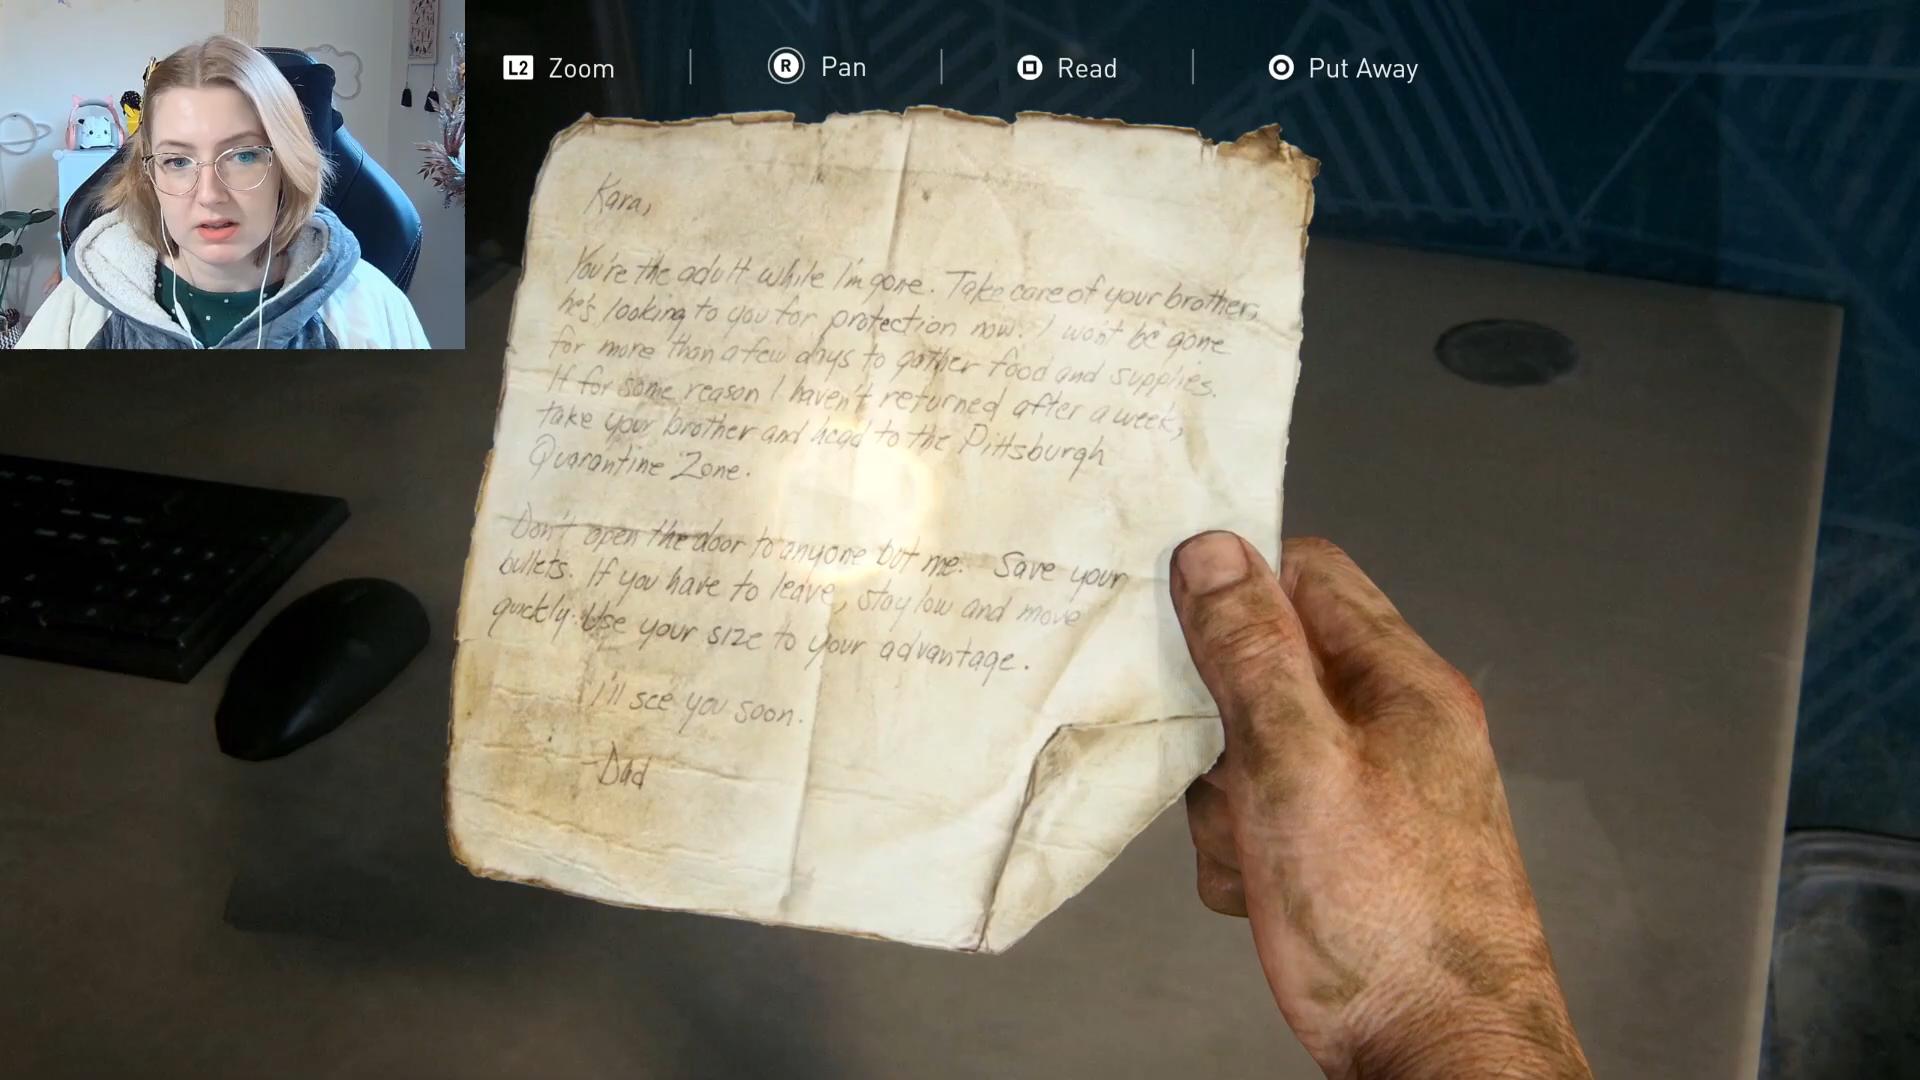 L2 Zoom
R Pan
Read
Put Away
Kara,
You're the adult while I'm gone. Take care of your brother,
he's looking to you for protection now. I won't be gone
for more than a few days to gather food and supplies.
If for some reason I haven't returned after a week,
take your brother and head to the Pittsburgh
Quarantine Zone.
Don't open the door to anyone but me. Save your
bullets. If you have to leave, stay low and move
quickly. Use your size to your advantage.
I'll see you soon.
-Dad